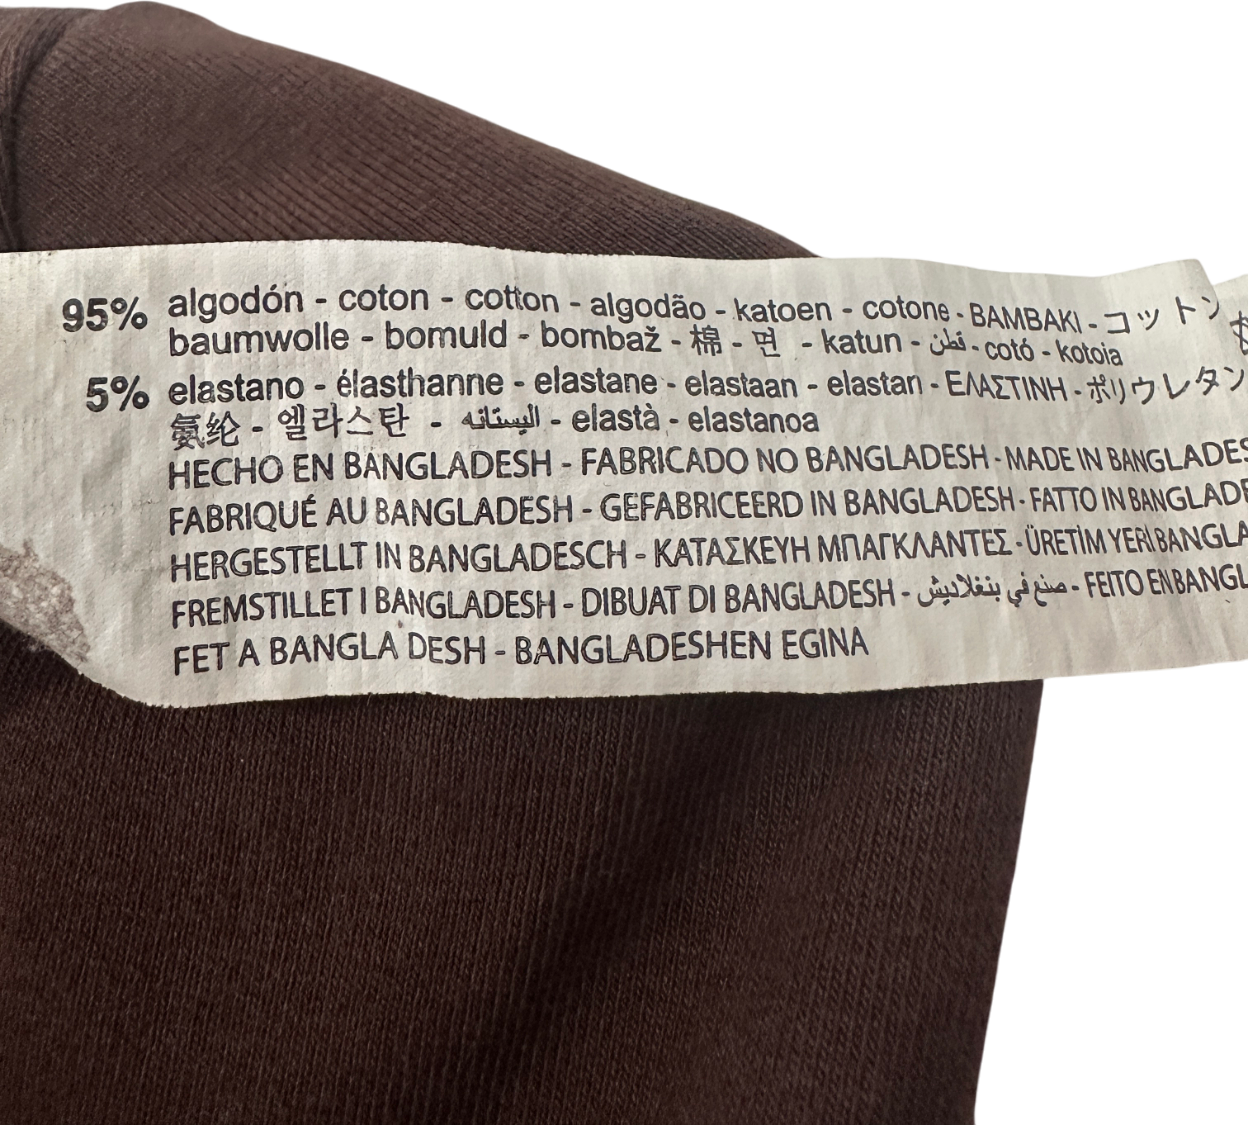 95% algodón - coton - cotton - algodão - katoen - cotone - BAMBAKI - コットン
baumwolle - bomuld - bombaž - 棉 - 면 - katun - قطن - cotó - kotoia
5% elastano - élasthanne - elastane - elastaan - elastan - ΕΛΑΣΤΙΝΗ - ポリウレタン
氨纶 - 엘라스탄 - اليستانه - elastà - elastanoa
HECHO EN BANGLADESH - FABRICADO NO BANGLADESH - MADE IN BANGLADES
FABRIQUÉ AU BANGLADESH - GEFABRICEERD IN BANGLADESH - FATTO IN BANGLADE
HERGESTELLT IN BANGLADESCH - ΚΑΤΑΣΚΕΥΗ ΜΠΑΓΚΛΑΝΤΕΣ - ÜRETİM YERİ BANGLA
FREMSTILLET I BANGLADESH - DIBUAT DI BANGLADESH - صنع في بنغلاديش - FEITO EN BANGL
FET A BANGLA DESH - BANGLADESHEN EGINA